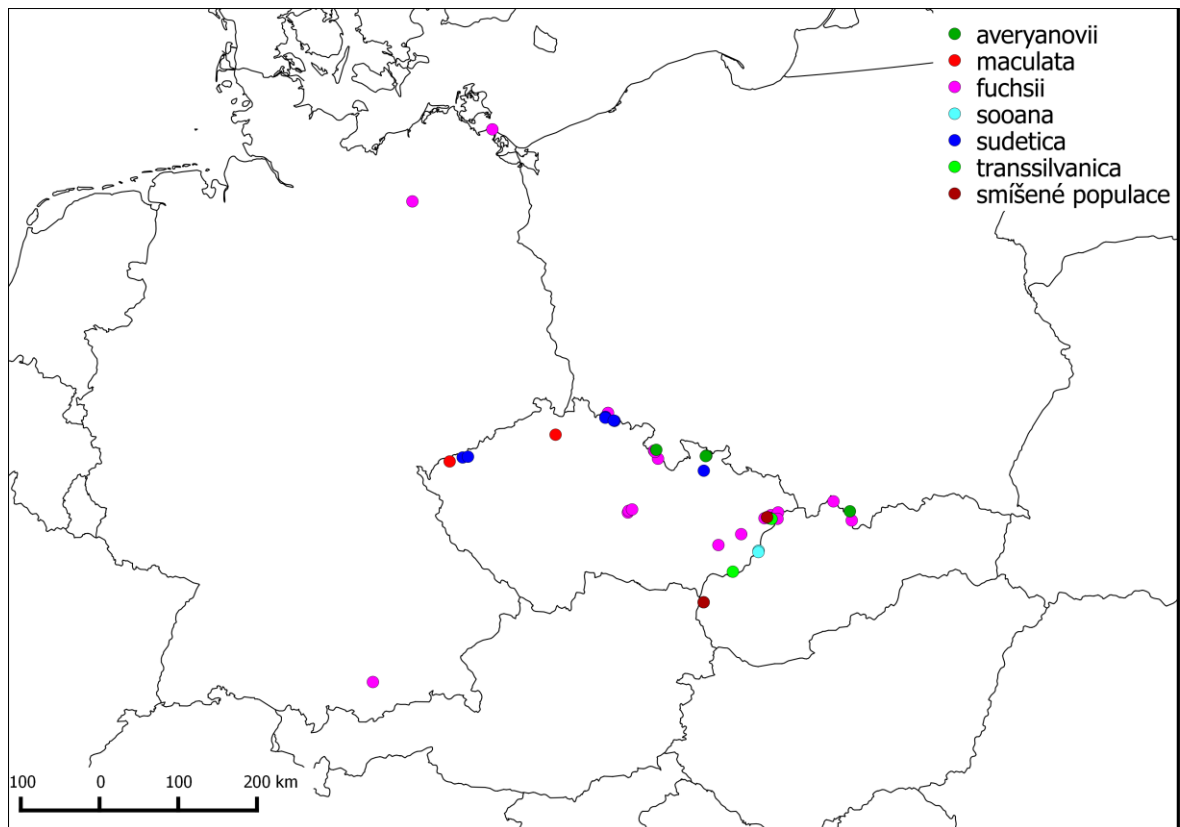 averyanovii
maculata
fuchsii
sooana
sudetica
transsilvanica
smíšené populace
100 0 100 200 km